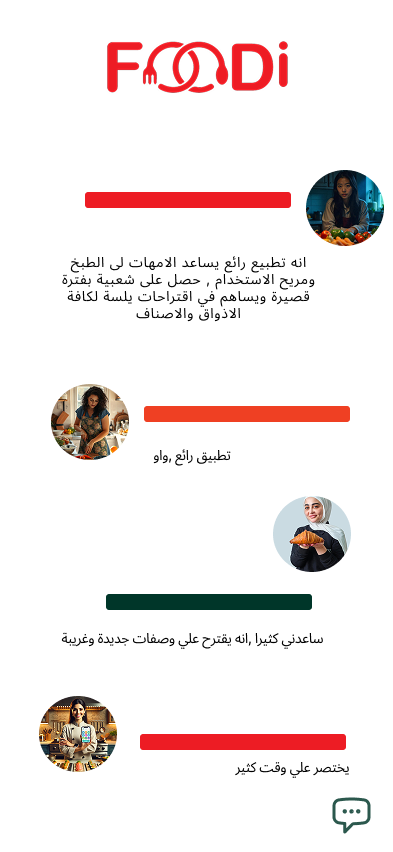 FOODi
انه تطبيع رائع يساعد الامهات لى الطبخ
ومريح الاستخدام , حصل على شعبية بفترة
قصيرة ويساهم في اقتراحات يلسة لكافة
الاذواق والاصناف
تطبيق رائع ,واو
ساعدني كثيرا ,انه يقترح علي وصفات جديدة وغريبة
يختصر علي وقت كثير